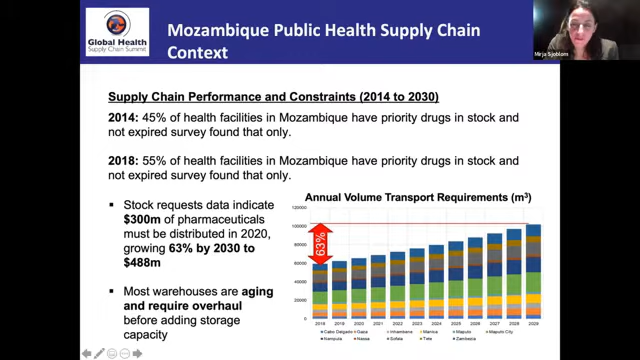 Global Health
Supply Chain Summit
Mozambique Public Health Supply Chain
Context
Mirja Sjoblom
Supply Chain Performance and Constraints (2014 to 2030)
2014: 45% of health facilities in Mozambique have priority drugs in stock and
not expired survey found that only.
2018: 55% of health facilities in Mozambique have priority drugs in stock and
not expired survey found that only.
• Stock requests data indicate
$300m of pharmaceuticals
must be distributed in 2020,
growing 63% by 2030 to
$488m
• Most warehouses are aging
and require overhaul
before adding storage
capacity
Annual Volume Transport Requirements (m³)
120000
100000
80000
60000
40000
20000
0
63%
2018 2019 2020 2021 2022 2023 2024 2025 2026 2027 2028 2029
Cabo Delgado Gaza Inhambane Manica Maputo Maputo City
Nampula Niassa Sofala Tete Zambezia